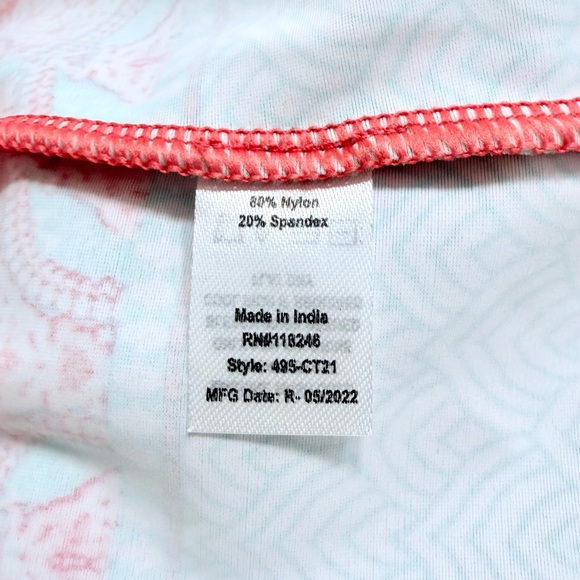 80% Nylon
20% Spandex
Made in India
RN#118246
Style: 495-CT21
MFG Date: R- 05/2022